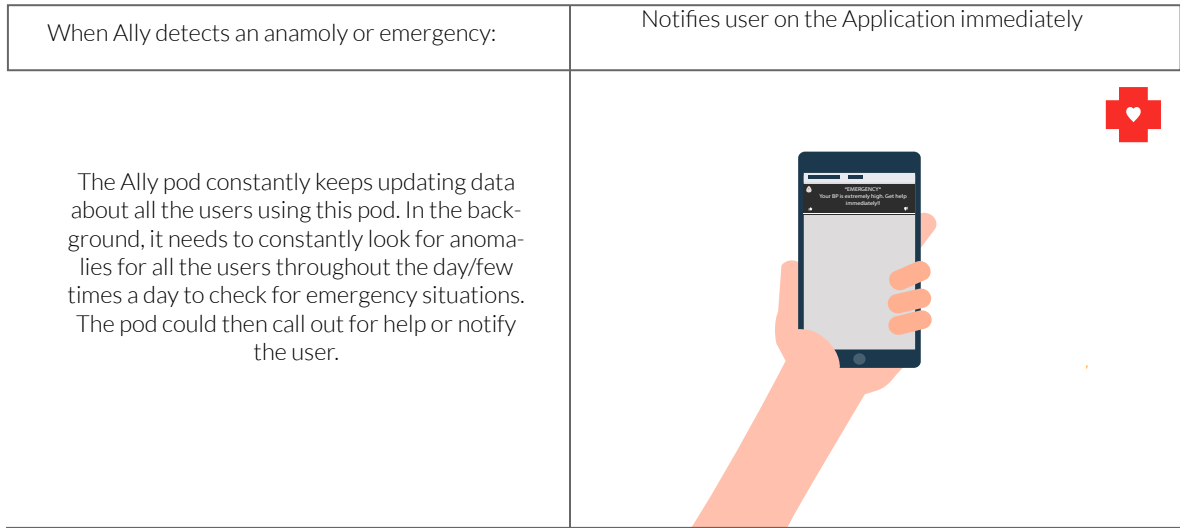 When Ally detects an anamoly or emergency:
Notifies user on the Application immediately
The Ally pod constantly keeps updating data
about all the users using this pod. In the back-
ground, it needs to constantly look for anoma-
lies for all the users throughout the day/few
times a day to check for emergency situations.
The pod could then call out for help or notify
the user.
*EMERGENCY*
Your BP is extremely high. Get help
immediately!!